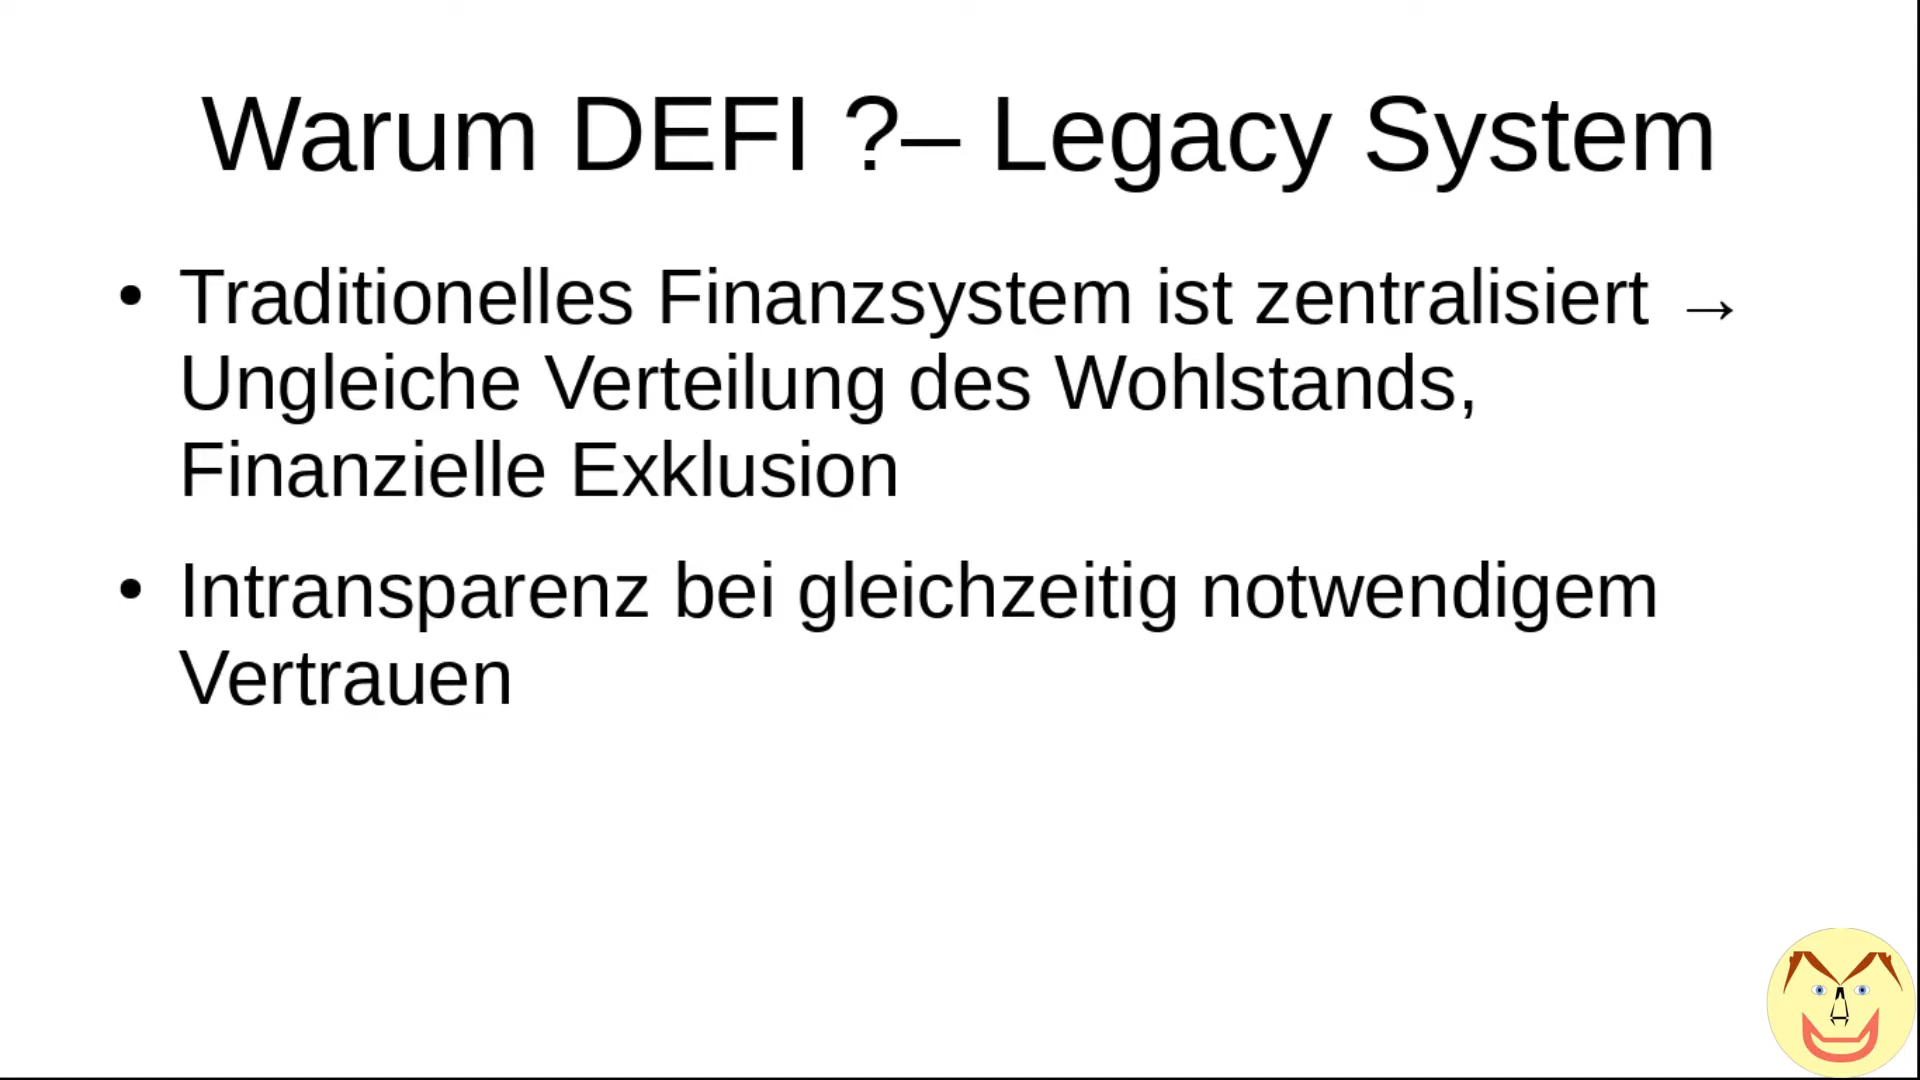 Warum DEFI ?– Legacy System
• Traditionelles Finanzsystem ist zentralisiert →
Ungleiche Verteilung des Wohlstands,
Finanzielle Exklusion
• Intransparenz bei gleichzeitig notwendigem
Vertrauen